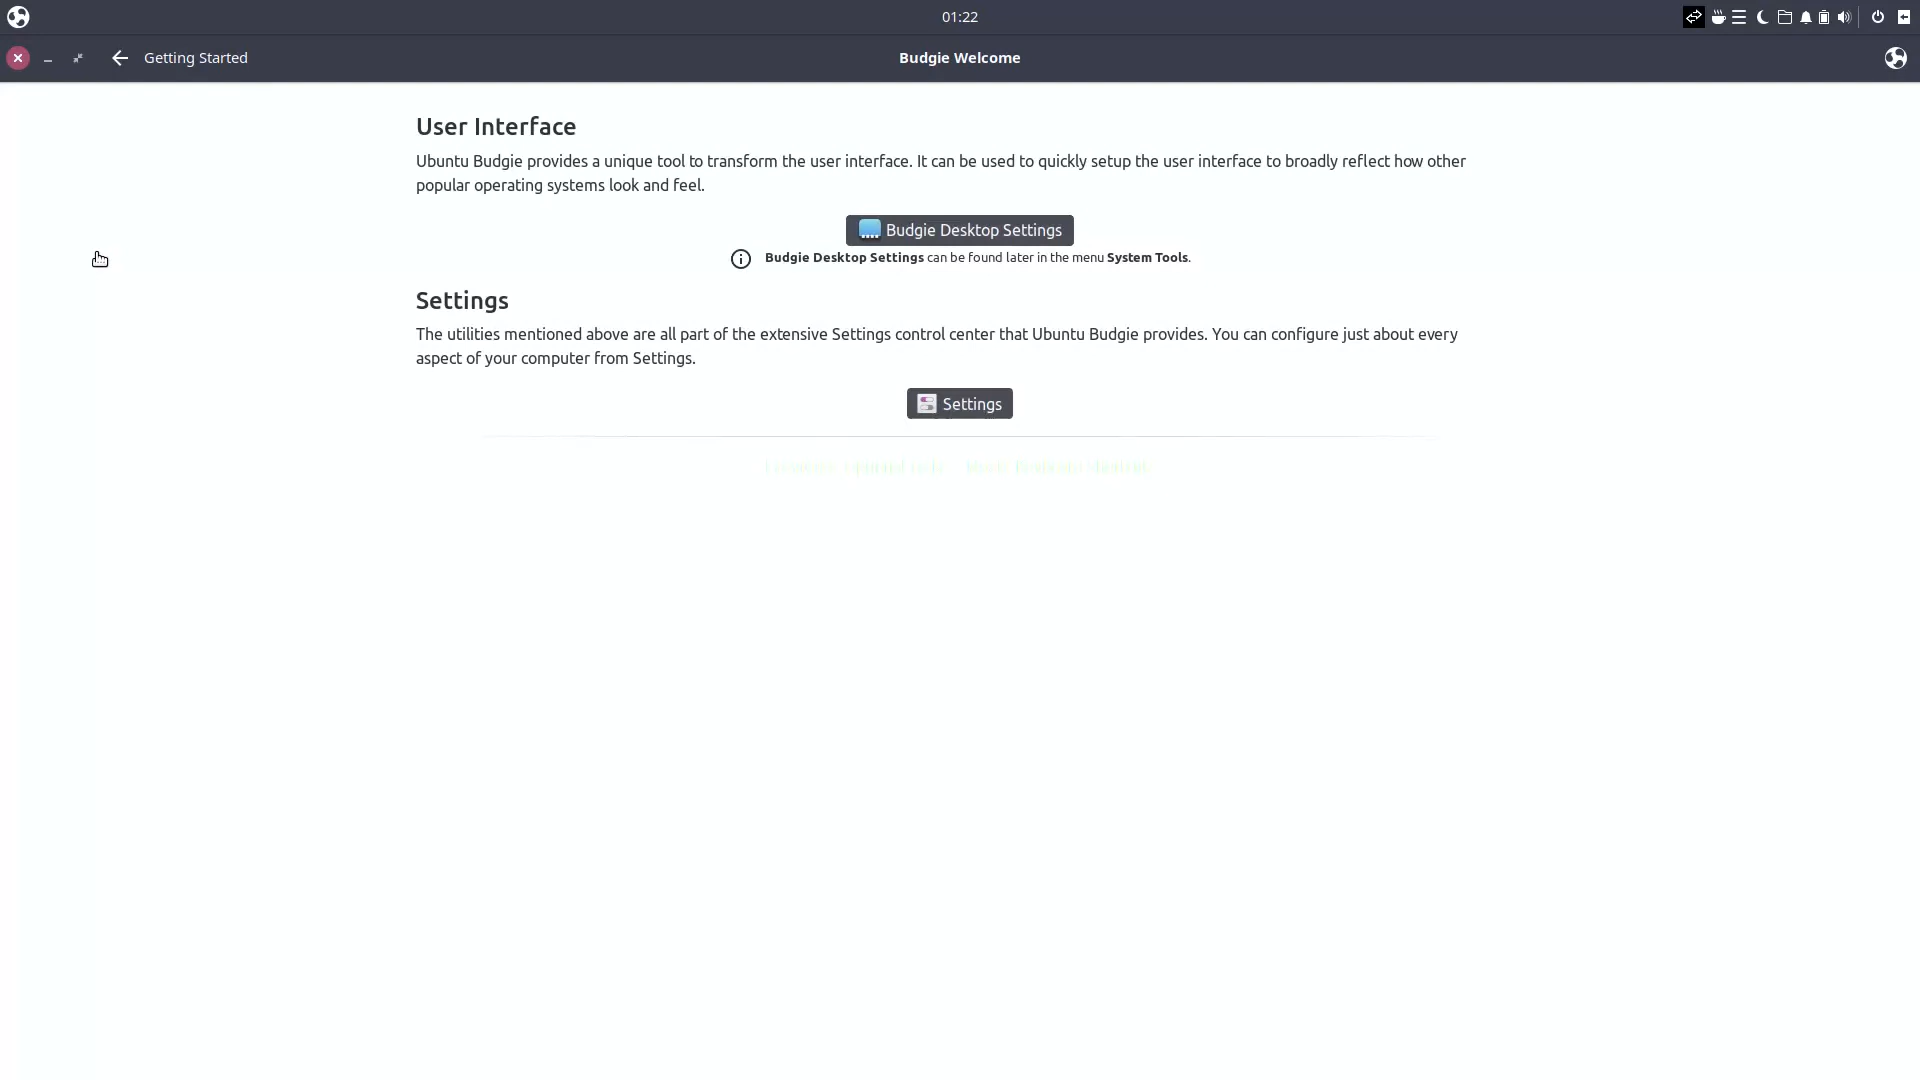 01:22
Getting Started
Budgie Welcome
User Interface
Ubuntu Budgie provides a unique tool to transform the user interface. It can be used to quickly setup the user interface to broadly reflect how other
popular operating systems look and feel.
Budgie Desktop Settings
Budgie Desktop Settings can be found later in the menu System Tools.
Settings
The utilities mentioned above are all part of the extensive Settings control center that Ubuntu Budgie provides. You can configure just about every
aspect of your computer from Settings.
Settings